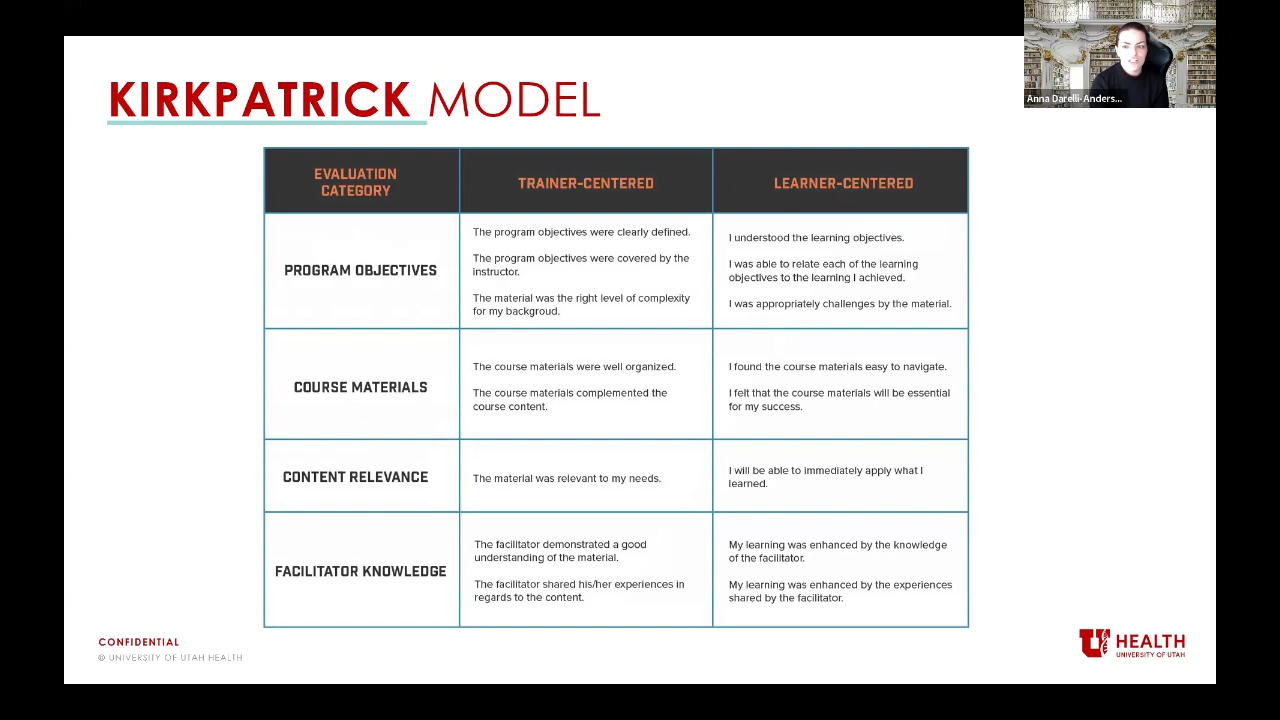 KIRKPATRICK MODEL
Anna Darelli-Anders...
EVALUATION
CATEGORY
TRAINER-CENTERED
LEARNER-CENTERED
PROGRAM OBJECTIVES
The program objectives were clearly defined.
The program objectives were covered by the
instructor.
The material was the right level of complexity
for my backgroud.
I understood the learning objectives.
I was able to relate each of the learning
objectives to the learning I achieved.
I was appropriately challenges by the material.
COURSE MATERIALS
The course materials were well organized.
The course materials complemented the
course content.
I found the course materials easy to navigate.
I felt that the course materials will be essential
for my success.
CONTENT RELEVANCE
The material was relevant to my needs.
I will be able to immediately apply what I
learned.
FACILITATOR KNOWLEDGE
The facilitator demonstrated a good
understanding of the material.
The facilitator shared his/her experiences in
regards to the content.
My learning was enhanced by the knowledge
of the facilitator.
My learning was enhanced by the experiences
shared by the facilitator.
CONFIDENTIAL
© UNIVERSITY OF UTAH HEALTH
U HEALTH
UNIVERSITY OF UTAH